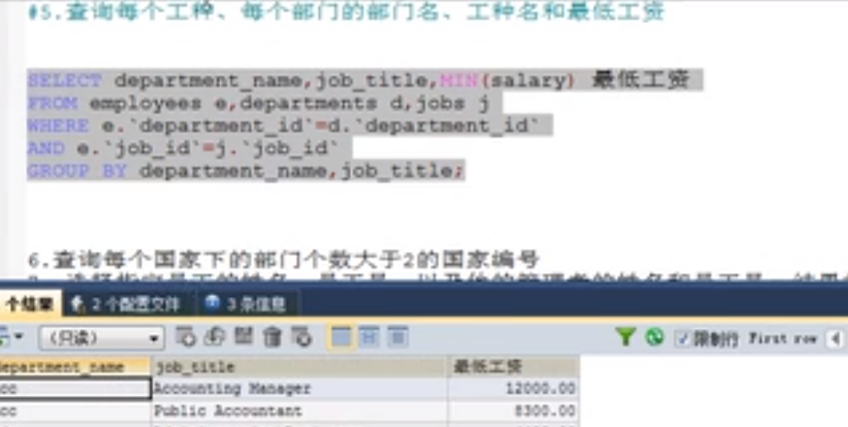 #5.查询每个工种、每个部门的部门名、工种名和最低工资
SELECT department_name,job_title,MIN(salary) 最低工资
FROM employees e,departments d,jobs j
WHERE e.`department_id`=d.`department_id`
AND e.`job_id`=j.`job_id`
GROUP BY department_name,job_title;
6.查询每个国家下的部门个数大于2的国家编号
个结果 2 个配置文件 3 条信息
(只读) 限制行 First row
department_name job_title 最低工资
cc Accounting Manager 12000.00
cc Public Accountant 8300.00